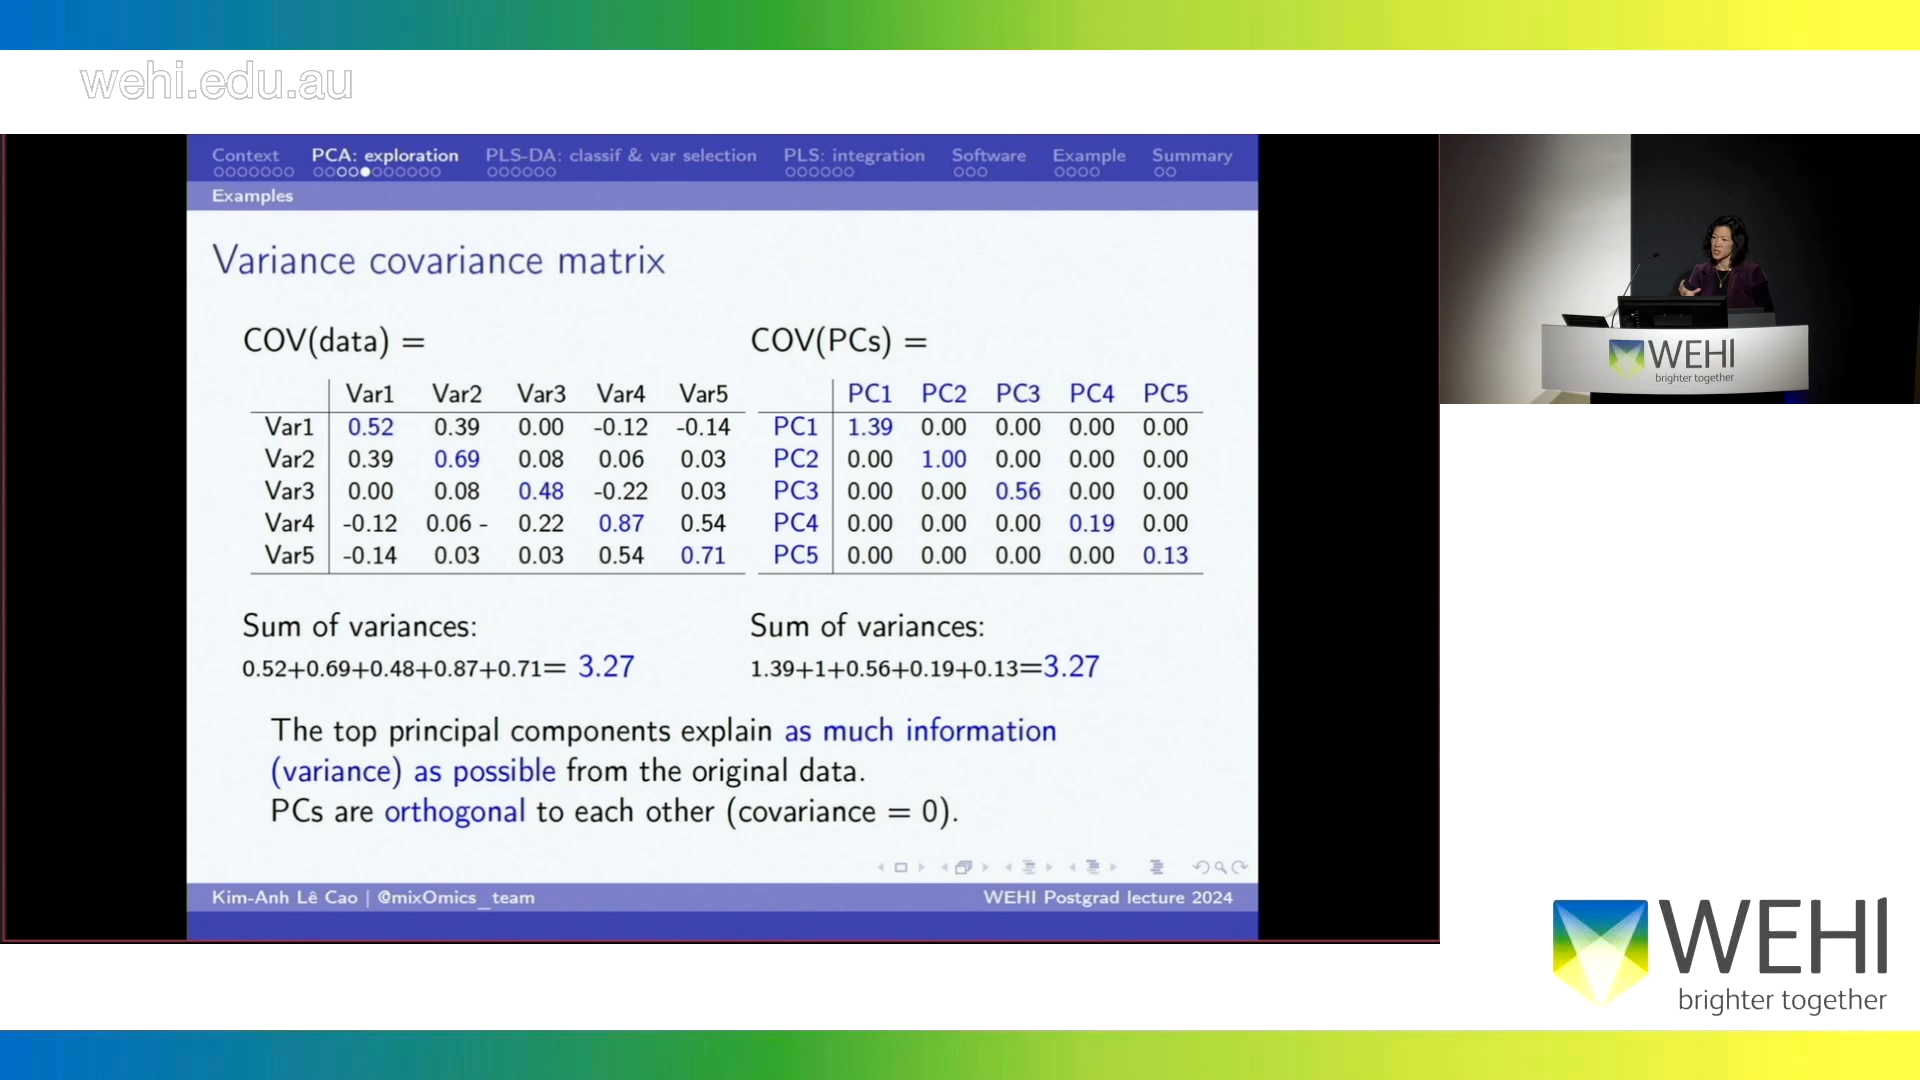 wehi.edu.au
Context PCA: exploration PLS-DA: classif & var selection PLS: integration Software Example Summary
Examples
Variance covariance matrix
COV(data) =
Var1 Var2 Var3 Var4 Var5
Var1 0.52 0.39 0.00 -0.12 -0.14
Var2 0.39 0.69 0.08 0.06 0.03
Var3 0.00 0.08 0.48 -0.22 0.03
Var4 -0.12 0.06 - 0.22 0.87 0.54
Var5 -0.14 0.03 0.03 0.54 0.71
Sum of variances:
0.52+0.69+0.48+0.87+0.71= 3.27
COV(PCs) =
PC1 PC2 PC3 PC4 PC5
PC1 1.39 0.00 0.00 0.00 0.00
PC2 0.00 1.00 0.00 0.00 0.00
PC3 0.00 0.00 0.56 0.00 0.00
PC4 0.00 0.00 0.00 0.19 0.00
PC5 0.00 0.00 0.00 0.00 0.13
Sum of variances:
1.39+1+0.56+0.19+0.13=3.27
The top principal components explain as much information
(variance) as possible from the original data.
PCs are orthogonal to each other (covariance = 0).
Kim-Anh Lê Cao | @mixOmics_team WEHI Postgrad lecture 2024
WEHI
brighter together
WEHI
brighter together